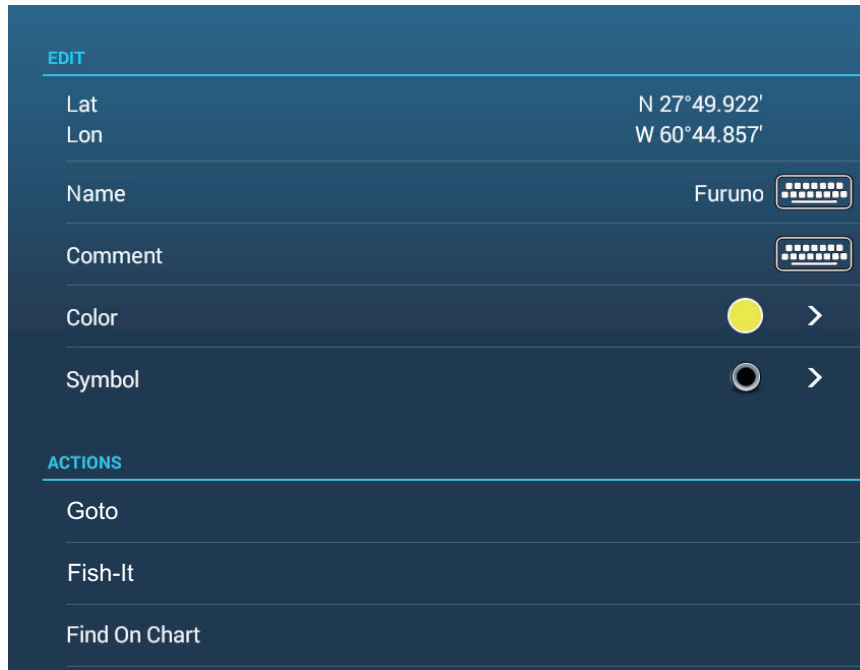 EDIT
Lat N 27°49.922'
Lon W 60°44.857'
Name Furuno
Comment
Color
Symbol
ACTIONS
Goto
Fish-It
Find On Chart